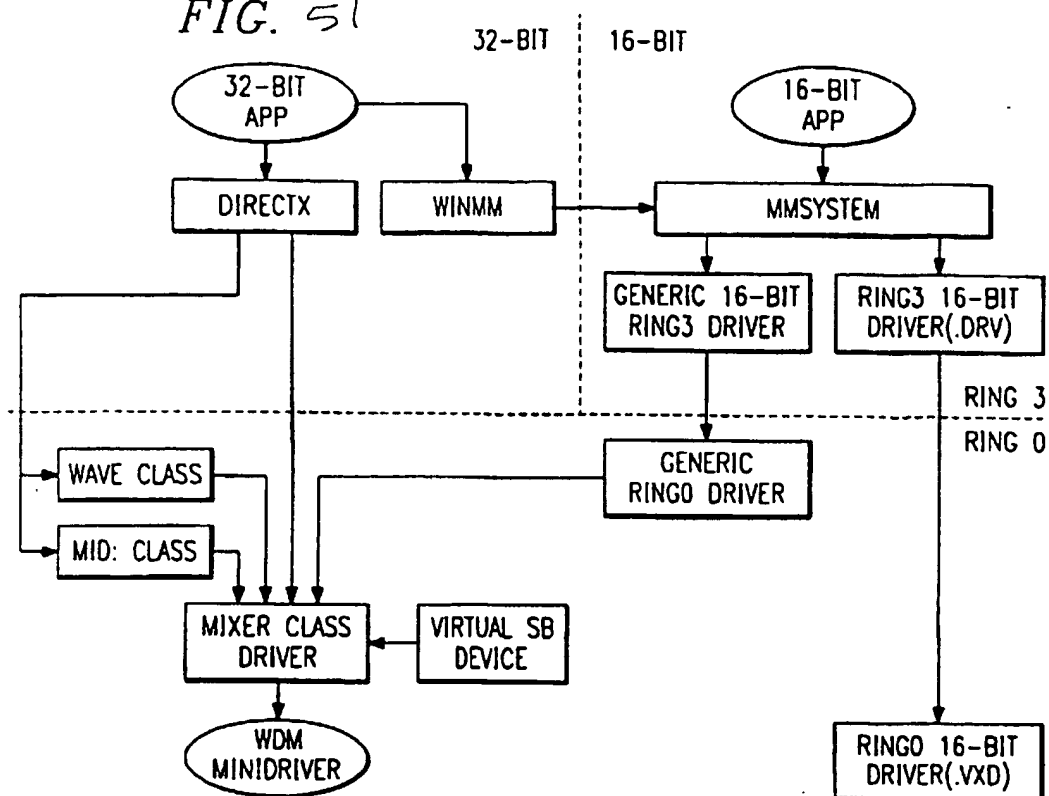 FIG. 51
32-BIT
16-BIT
32-BIT
APP
16-BIT
APP
DIRECTX
WINMM
MMSYSTEM
GENERIC 16-BIT
RING3 DRIVER
RING3 16-BIT
DRIVER(.DRV)
RING 3
RING 0
WAVE CLASS
GENERIC
RING0 DRIVER
MID: CLASS
MIXER CLASS
DRIVER
VIRTUAL SB
DEVICE
WDM
MINIDRIVER
RING0 16-BIT
DRIVER(.VXD)